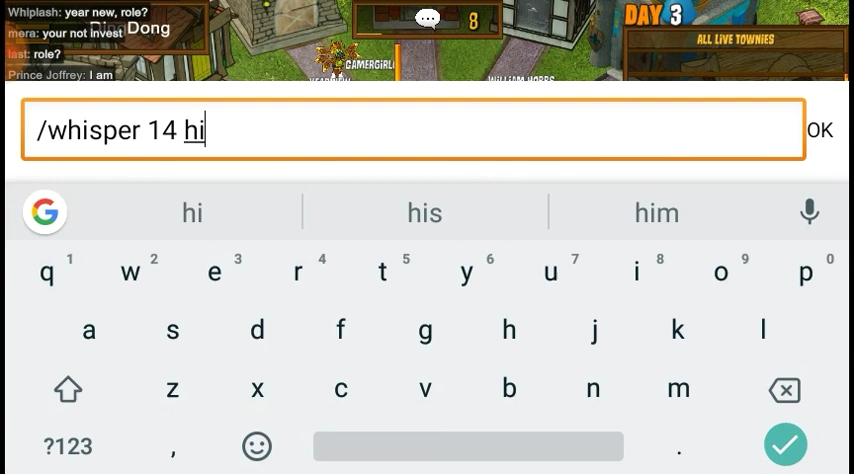 Whiplash: year new, role?
mera: your not invest
Dong
last: role?
Prince Joffrey: I am
8
DAY 3
ALL LIVE TOWNIES
GAMERGIRL
WILLIAM HOBBS
/whisper 14 hi
OK
G hi his him
q 1 w 2 e 3 r 4 t 5 y 6 u 7 i 8 o 9 p 0
a s d f g h j k l
z x c v b n m
?123 , .